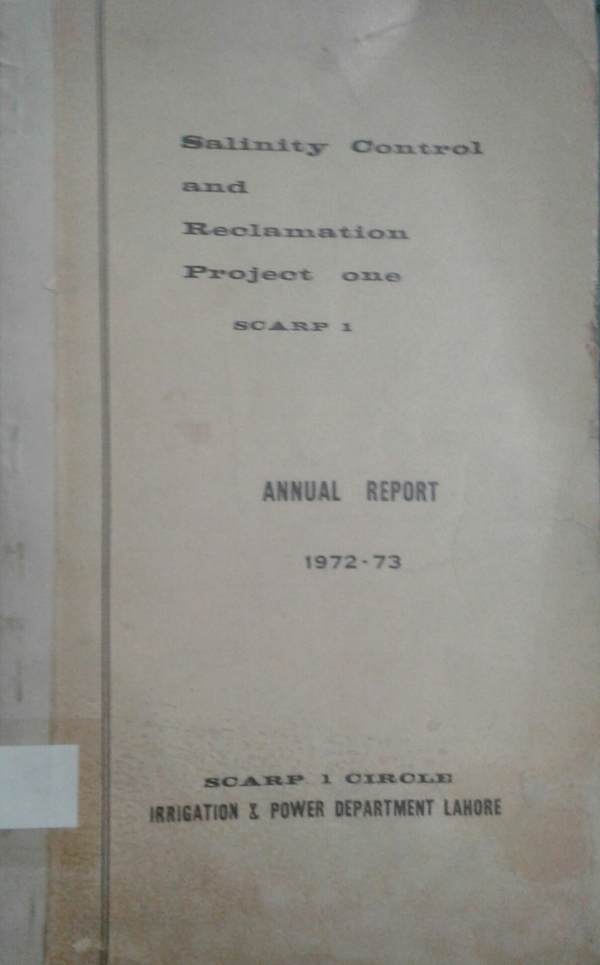 Salinity Control
and
Reclamation
Project one
SCARP 1
ANNUAL REPORT
1972-73
SCARP 1 CIRCLE
IRRIGATION & POWER DEPARTMENT LAHORE